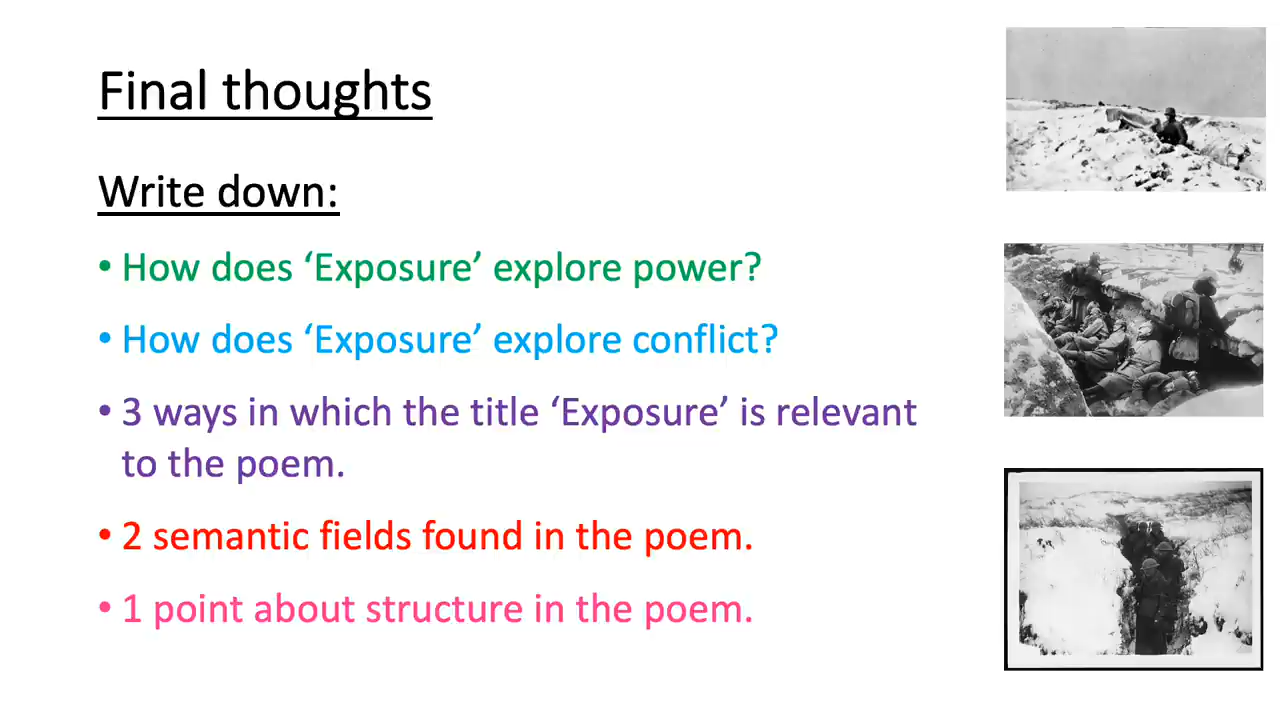 Final thoughts
Write down:
• How does ‘Exposure’ explore power?
• How does ‘Exposure’ explore conflict?
• 3 ways in which the title ‘Exposure’ is relevant
to the poem.
• 2 semantic fields found in the poem.
• 1 point about structure in the poem.